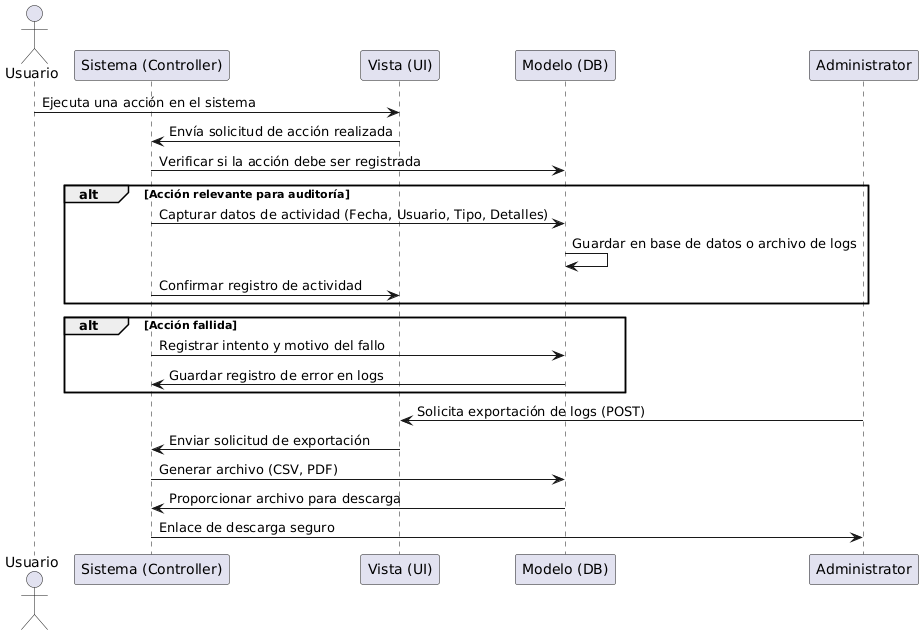 Usuario
Sistema (Controller)
Vista (UI)
Modelo (DB)
Administrator
Ejecuta una acción en el sistema
Envía solicitud de acción realizada
Verificar si la acción debe ser registrada
alt
[Acción relevante para auditoría]
Capturar datos de actividad (Fecha, Usuario, Tipo, Detalles)
Guardar en base de datos o archivo de logs
Confirmar registro de actividad
alt
[Acción fallida]
Registrar intento y motivo del fallo
Guardar registro de error en logs
Solicita exportación de logs (POST)
Enviar solicitud de exportación
Generar archivo (CSV, PDF)
Proporcionar archivo para descarga
Enlace de descarga seguro
Usuario
Sistema (Controller)
Vista (UI)
Modelo (DB)
Administrator